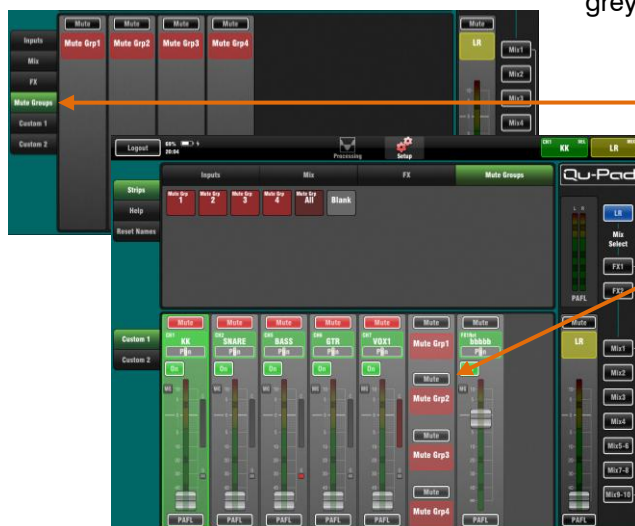 grey
Mute Mute Mute Mute Mute
Inputs Mute Grp1 Mute Grp2 Mute Grp3 Mute Grp4 LR Mix1
Mix
FX Mix2
Mute Groups Mix3
Custom 1 Mix4
Custom 2
Logout 20:04 Processing Setup KK LR
Inputs Mix FX Mute Groups Qu-Pad
Strips Mute Grp 1 Mute Grp 2 Mute Grp 3 Mute Grp 4 Mute Grp All Blank
Help LR
Reset Names Mix
Select
FX1
PAFL FX2
Mute Mute Mute Mute Mute Mute Mute Mute
Custom 1 KK SNARE BASS GTR VOX1 Mute Grp1 bbbbb LR Mix1
Custom 2 Pan Pan Pan Pan Pan Pan
On On On On On Mute On Mix2
Mute Grp2
Mix3
Mute Mix4
Mute Grp3 Mix5-6
Mix7-8
Mute Mix9-10
PAFL PAFL PAFL PAFL PAFL Mute Grp4 PAFL PAFL